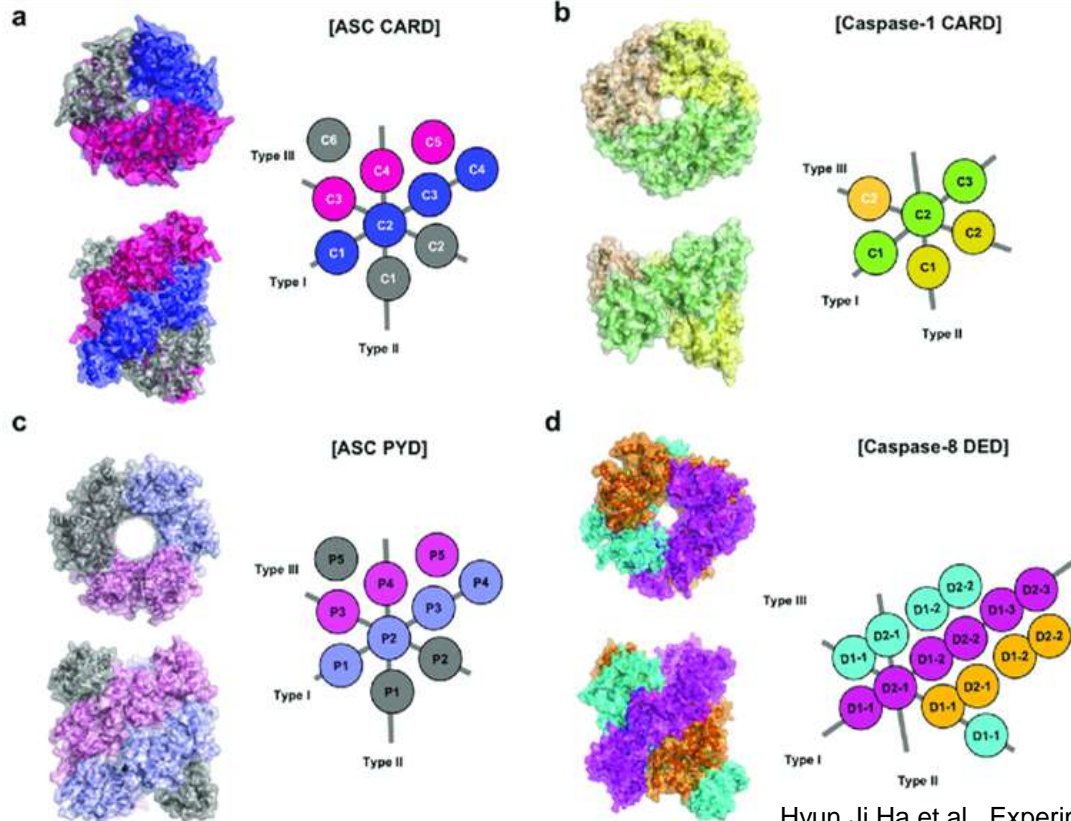 a
[ASC CARD]
C6
C5
Type III
C4
C4
C3
C3
C2
C2
C1
Type I
C1
Type II
b
[Caspase-1 CARD]
Type III
C3
C2
C2
C2
C1
C1
Type I
Type II
c
[ASC PYD]
P5
P5
Type III
P4
P4
P3
P3
P2
P2
P1
Type I
P1
Type II
d
[Caspase-8 DED]
Type III
D2-2
D2-3
D1-2
D1-3
D2-1
D2-2
D2-2
D1-1
D1-2
D1-2
D2-1
D2-1
D1-1
D1-1
D1-1
Type I
Type II
Hyun Ji Ha et al., Experi